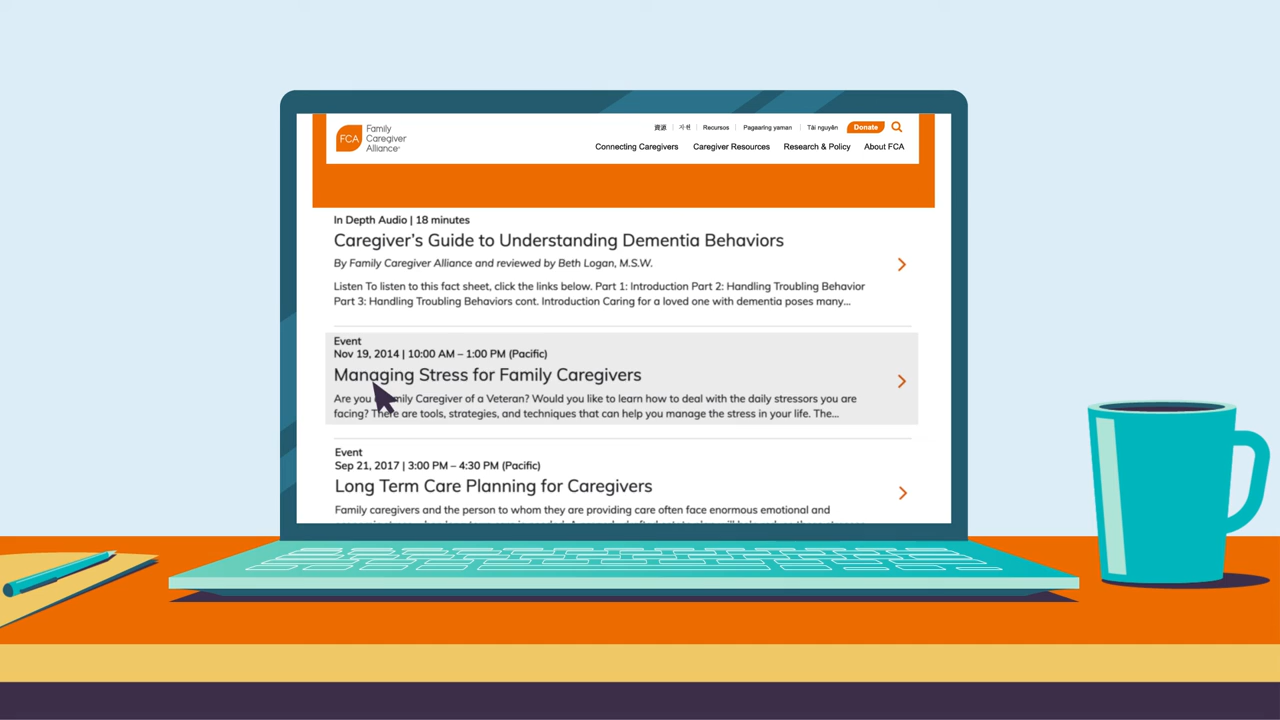 FCA
Family
Caregiver
Alliance
資源 | 자원 | Recursos | Pagaaring yaman | Tài nguyên Donate
Connecting Caregivers Caregiver Resources Research & Policy About FCA
In Depth Audio | 18 minutes
Caregiver's Guide to Understanding Dementia Behaviors
By Family Caregiver Alliance and reviewed by Beth Logan, M.S.W.
Listen To listen to this fact sheet, click the links below. Part 1: Introduction Part 2: Handling Troubling Behavior
Part 3: Handling Troubling Behaviors cont. Introduction Caring for a loved one with dementia poses many...
Event
Nov 19, 2014 | 10:00 AM – 1:00 PM (Pacific)
Managing Stress for Family Caregivers
Are you Family Caregiver of a Veteran? Would you like to learn how to deal with the daily stressors you are
facing? There are tools, strategies, and techniques that can help you manage the stress in your life. The...
Event
Sep 21, 2017 | 3:00 PM – 4:30 PM (Pacific)
Long Term Care Planning for Caregivers
Family caregivers and the person to whom they are providing care often face enormous emotional and